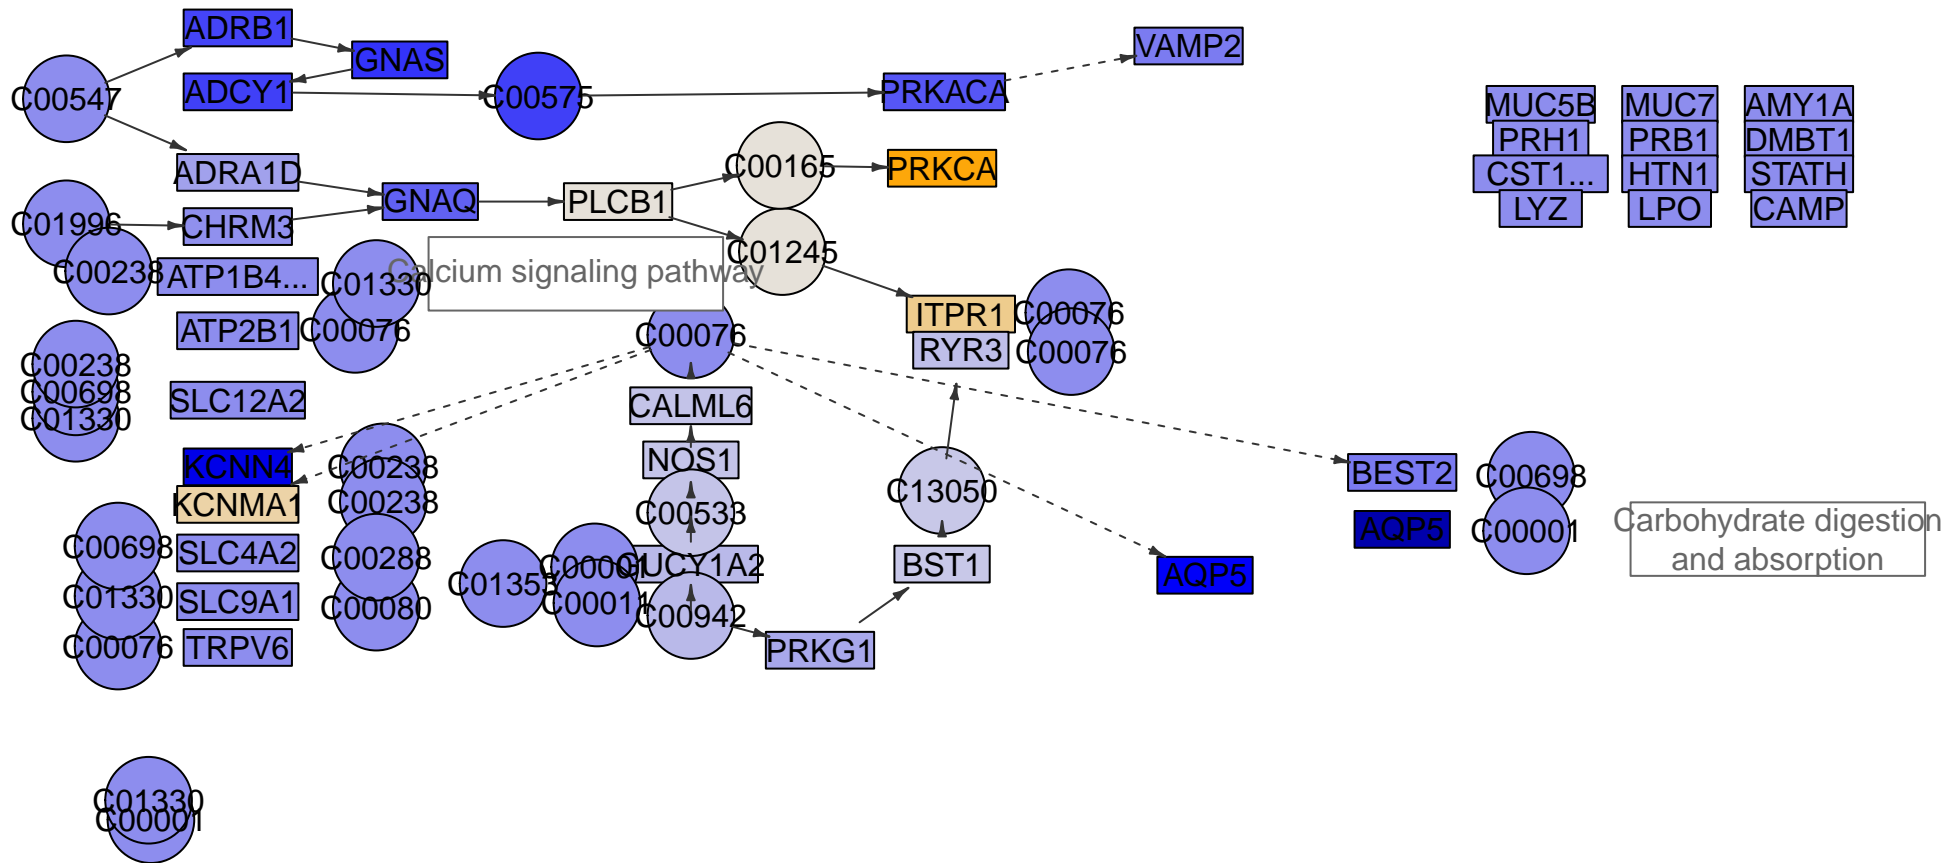 ADRB1
GNAS
VAMP2
C00547
ADCY1
C00575
PRKACA
MUC5B
MUC7
AMY1A
PRH1
PRB1
DMBT1
ADRA1D
C00165
PRKCA
CST1...
HTN1
STATH
GNAQ
PLCB1
LYZ
LPO
CAMP
C01996
CHRM3
C01245
C00238
ATP1B4...
C01330
Calcium signaling pathway
ATP2B1
C00076
C00076
ITPR1
C00076
RYR3
C00076
C00238
C00698
C01330
SLC12A2
CALML6
KCNN4
C00238
NOS1
BEST2
C00698
KCNMA1
C00238
C00533
C13050
AQP5
C00001
Carbohydrate digestion
and absorption
C00698
SLC4A2
C00288
C01353
C00001
GUCY1A2
BST1
AQP5
C01330
SLC9A1
C00080
C00011
C00942
C00076
TRPV6
PRKG1
C01330
C00001